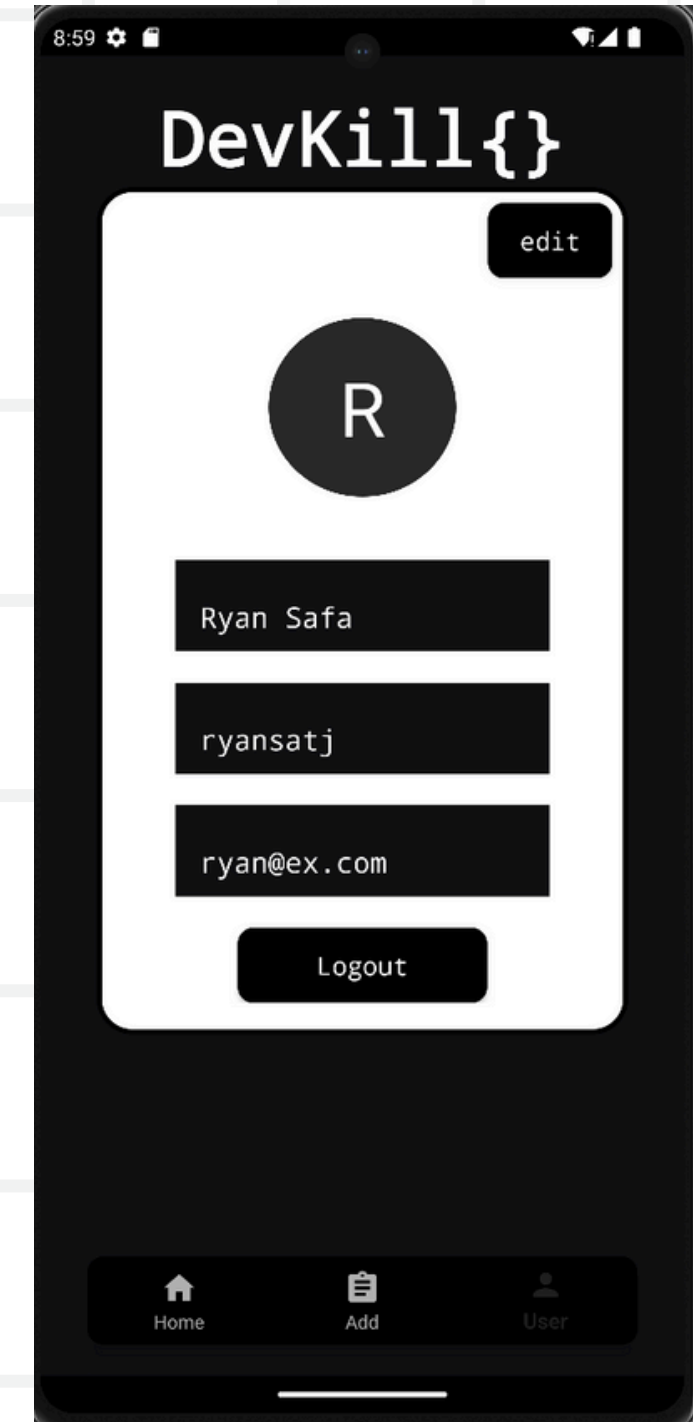 8:59
DevKill{}
edit
R
Ryan Safa
ryansatj
ryan@ex.com
Logout
Home Add User